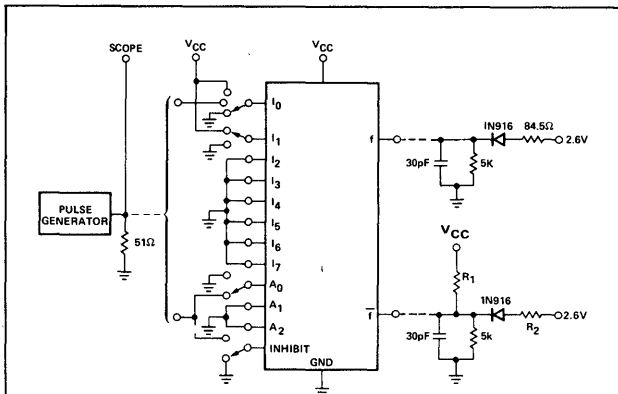 SCOPE
VCC
VCC
PULSE
GENERATOR
51Ω
I0
I1
I2
I3
I4
I5
I6
I7
A0
A1
A2
INHIBIT
GND
f
f̅
30pF
5K
IN916
84.5Ω
2.6V
VCC
R1
30pF
5k
1N916
R2
2.6V